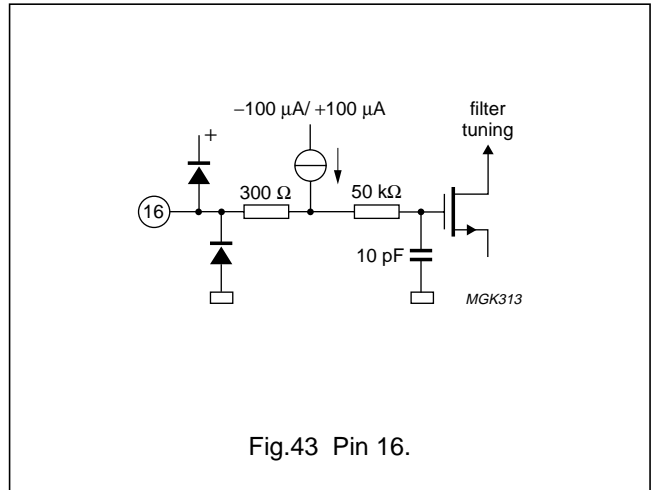 −100 μA/ +100 μA
filter
tuning
+
300 Ω
50 kΩ
16
10 pF
MGK313
Fig.43 Pin 16.